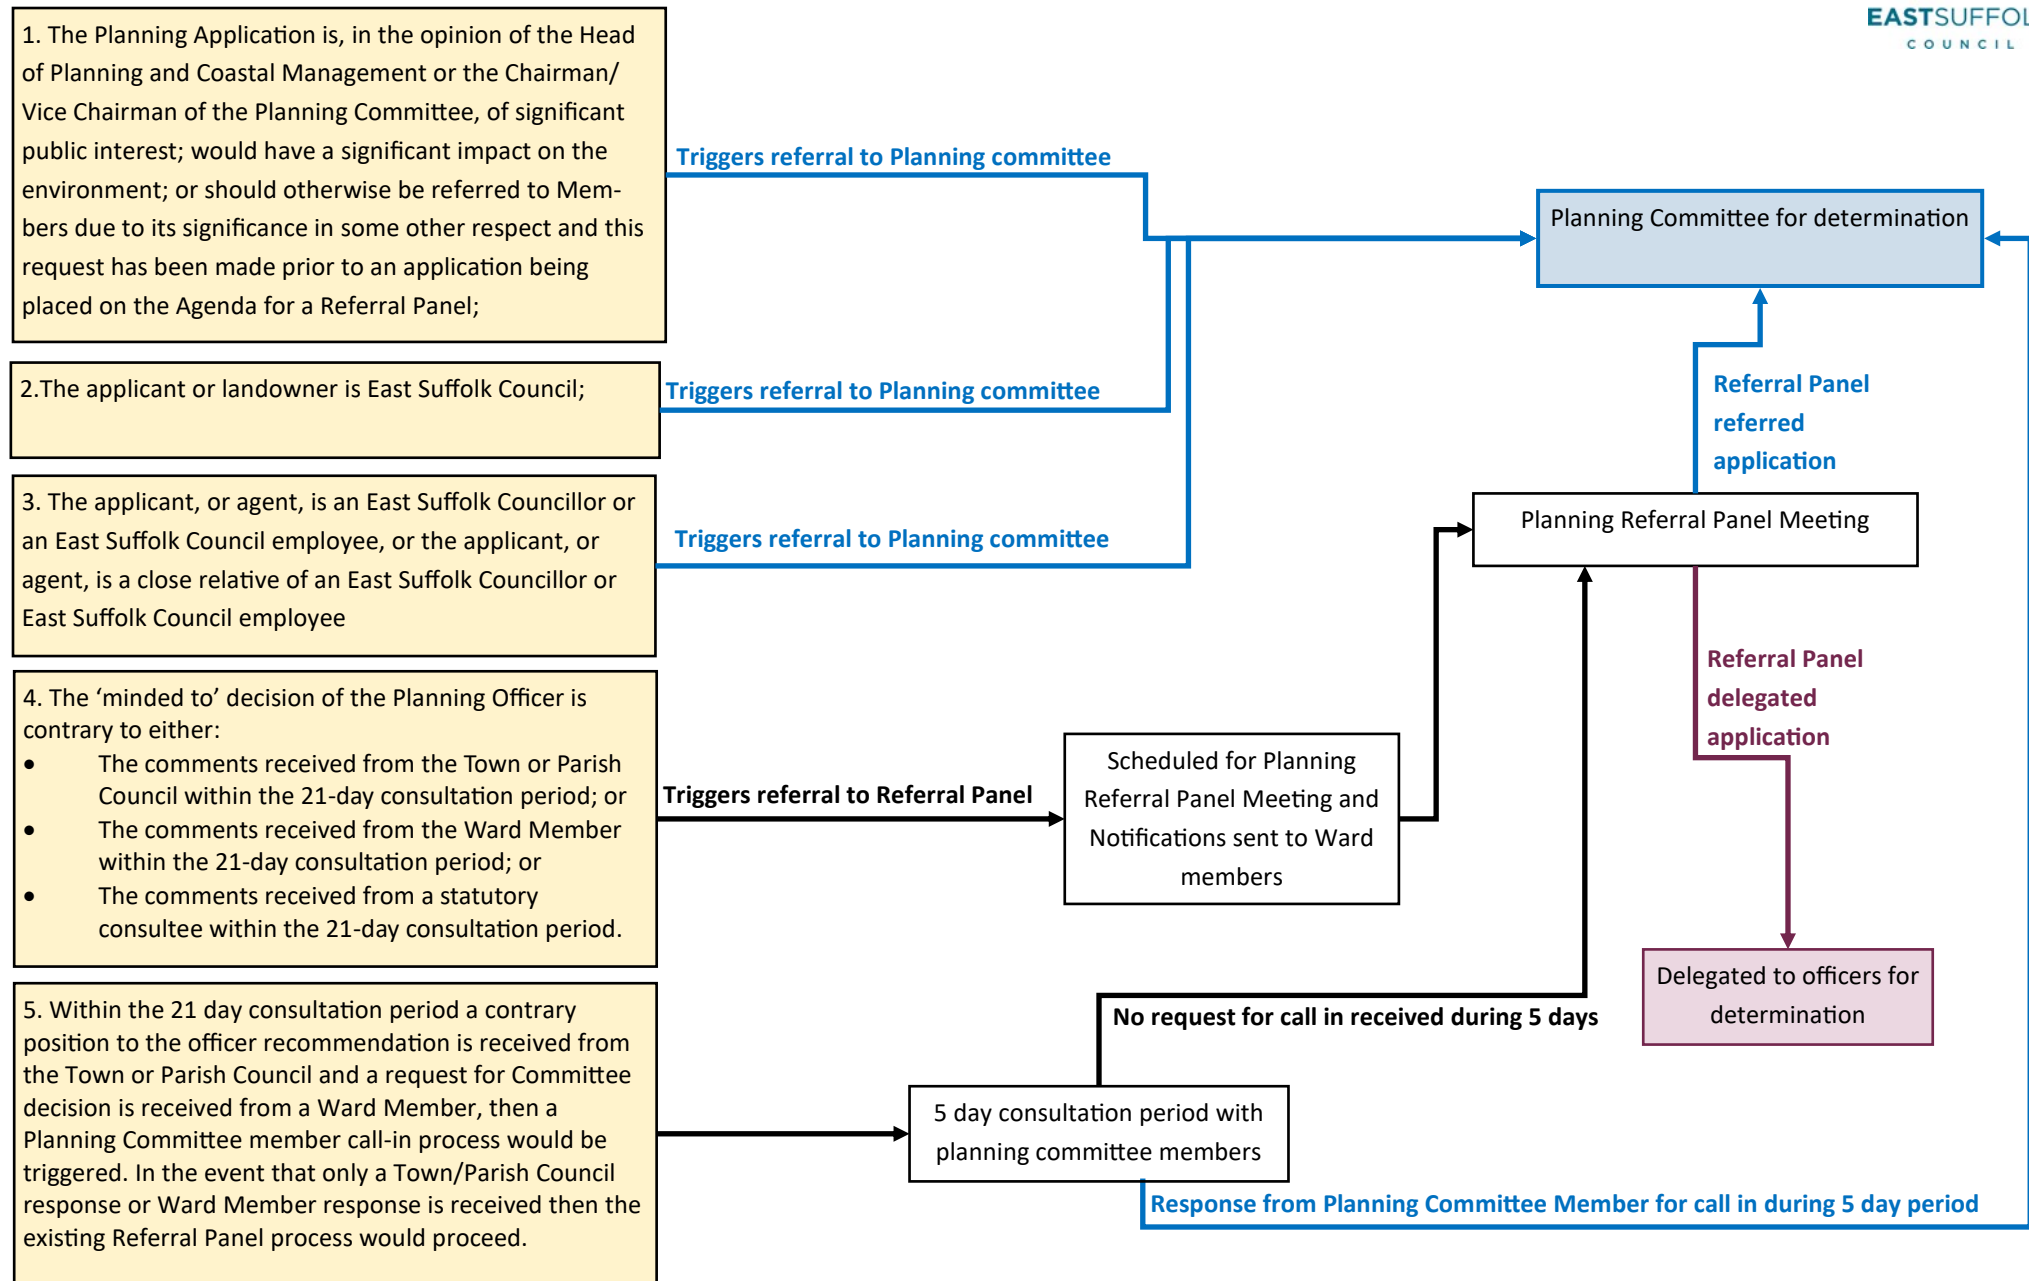 EASTSUFFOL
COUNCIL
1. The Planning Application is, in the opinion of the Head
of Planning and Coastal Management or the Chairman/
Vice Chairman of the Planning Committee, of significant
public interest; would have a significant impact on the
environment; or should otherwise be referred to Mem-
bers due to its significance in some other respect and this
request has been made prior to an application being
placed on the Agenda for a Referral Panel;
Triggers referral to Planning committee
Planning Committee for determination
2.The applicant or landowner is East Suffolk Council;
Triggers referral to Planning committee
Referral Panel
referred
application
3. The applicant, or agent, is an East Suffolk Councillor or
an East Suffolk Council employee, or the applicant, or
agent, is a close relative of an East Suffolk Councillor or
East Suffolk Council employee
Triggers referral to Planning committee
Planning Referral Panel Meeting
Referral Panel
delegated
application
4. The ‘minded to’ decision of the Planning Officer is
contrary to either:
• The comments received from the Town or Parish
Council within the 21-day consultation period; or
• The comments received from the Ward Member
within the 21-day consultation period; or
• The comments received from a statutory
consultee within the 21-day consultation period.
Triggers referral to Referral Panel
Scheduled for Planning
Referral Panel Meeting and
Notifications sent to Ward
members
Delegated to officers for
determination
5. Within the 21 day consultation period a contrary
position to the officer recommendation is received from
the Town or Parish Council and a request for Committee
decision is received from a Ward Member, then a
Planning Committee member call-in process would be
triggered. In the event that only a Town/Parish Council
response or Ward Member response is received then the
existing Referral Panel process would proceed.
No request for call in received during 5 days
5 day consultation period with
planning committee members
Response from Planning Committee Member for call in during 5 day period